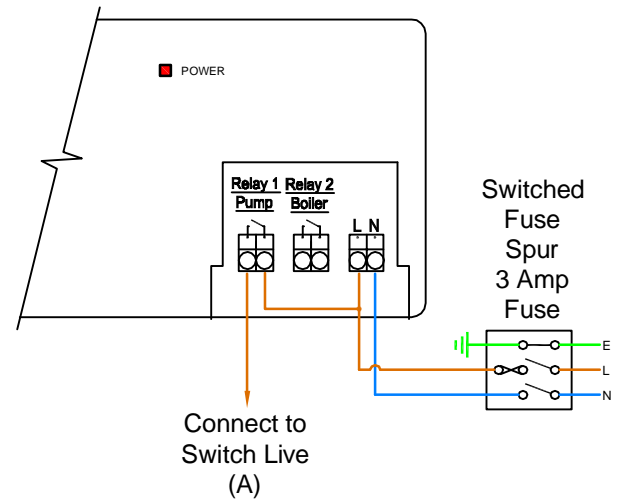 POWER
Relay 1 Relay 2
Pump Boiler
L N
Switched
Fuse
Spur
3 Amp
Fuse
E
L
N
Connect to
Switch Live
(A)